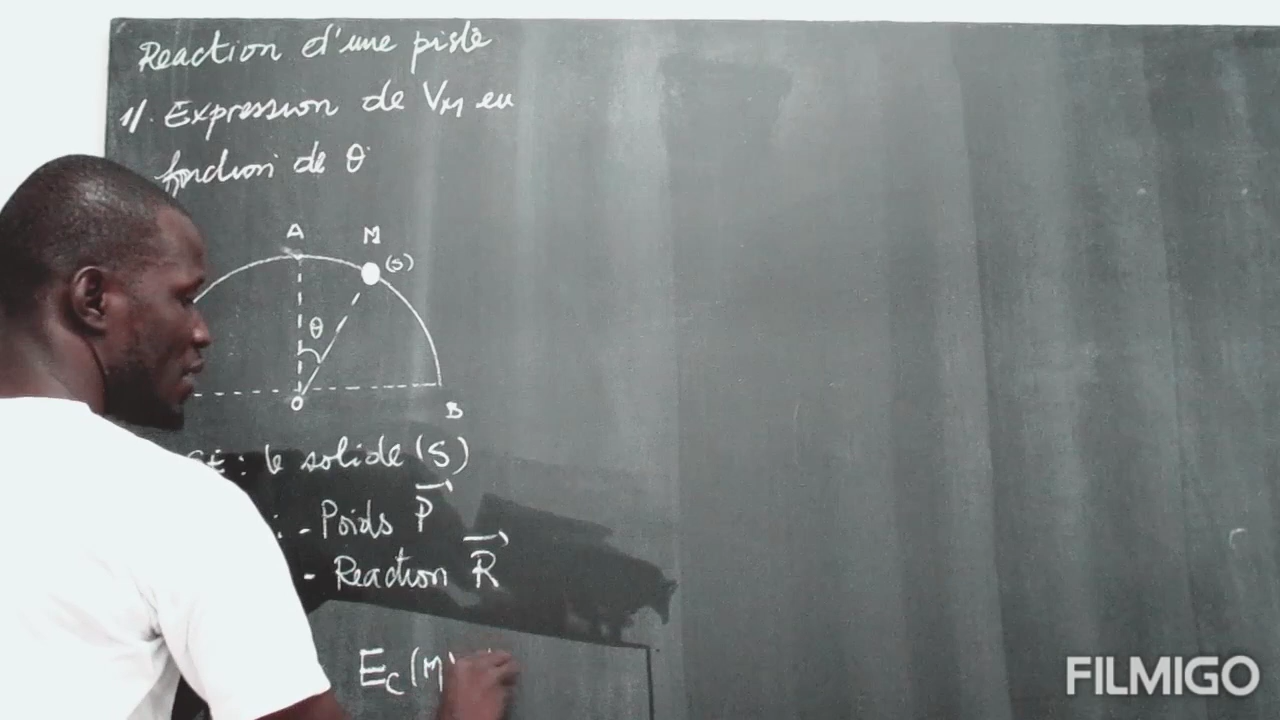 Reaction d'une piste
1/. Expression de VM en
fonction de θ
A
M
(S)
θ
O
B
: le solide (S)
: - Poids P
- Reaction R
Ec(M)
FILMIGO